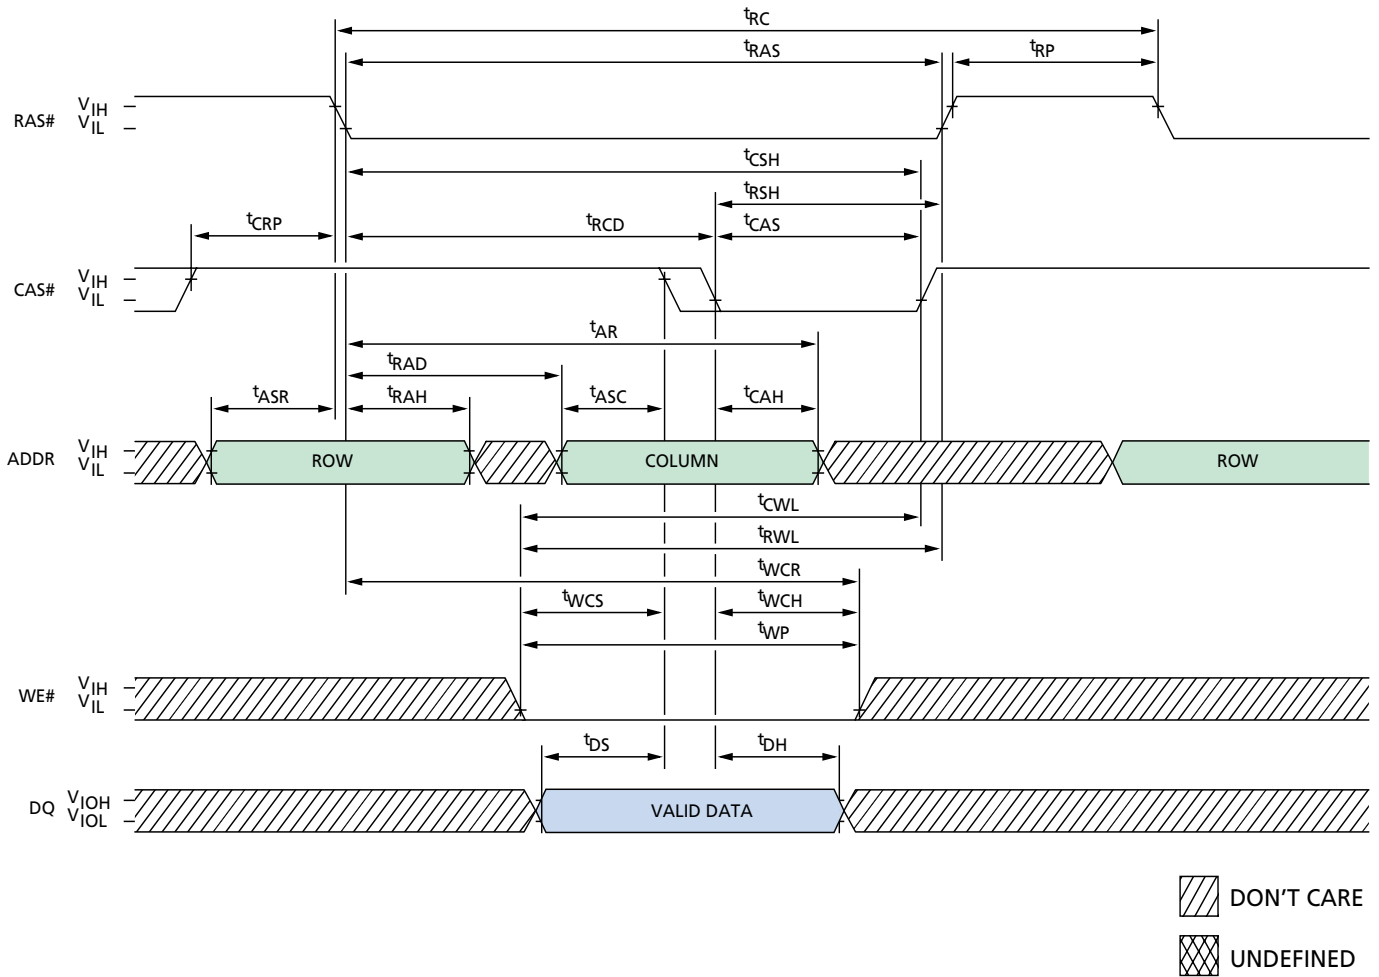 tRC
tRAS
tRP
RAS# VIH
VIL
tCSH
tRSH
tCRP
tRCD
tCAS
CAS# VIH
VIL
tAR
tRAD
tASR
tRAH
tASC
tCAH
ADDR VIH
VIL
ROW
COLUMN
ROW
tCWL
tRWL
tWCR
tWCS
tWCH
tWP
WE# VIH
VIL
tDS
tDH
DQ VIOH
VIOL
VALID DATA
DON'T CARE
UNDEFINED